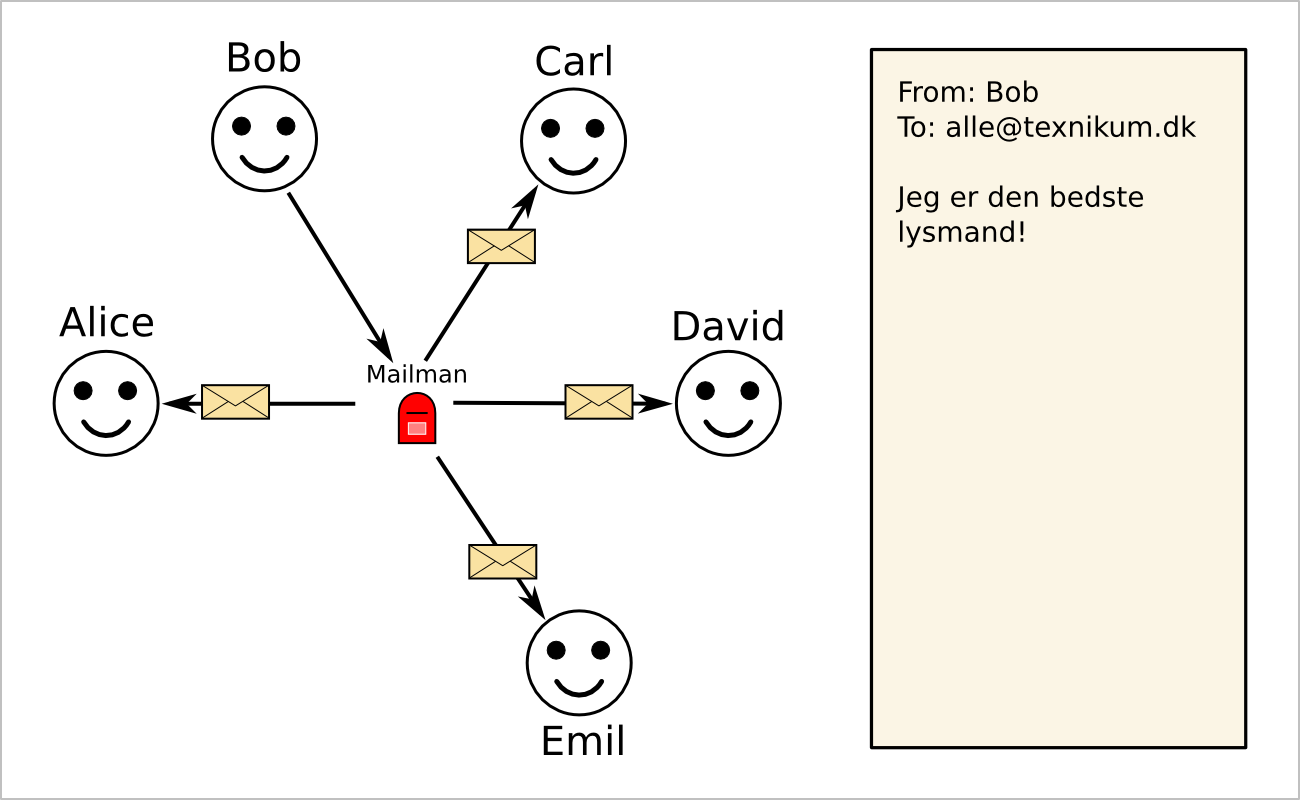 Bob
Carl
Alice
David
Mailman
Emil
From: Bob
To: alle@texnikum.dk
Jeg er den bedste
lysmand!